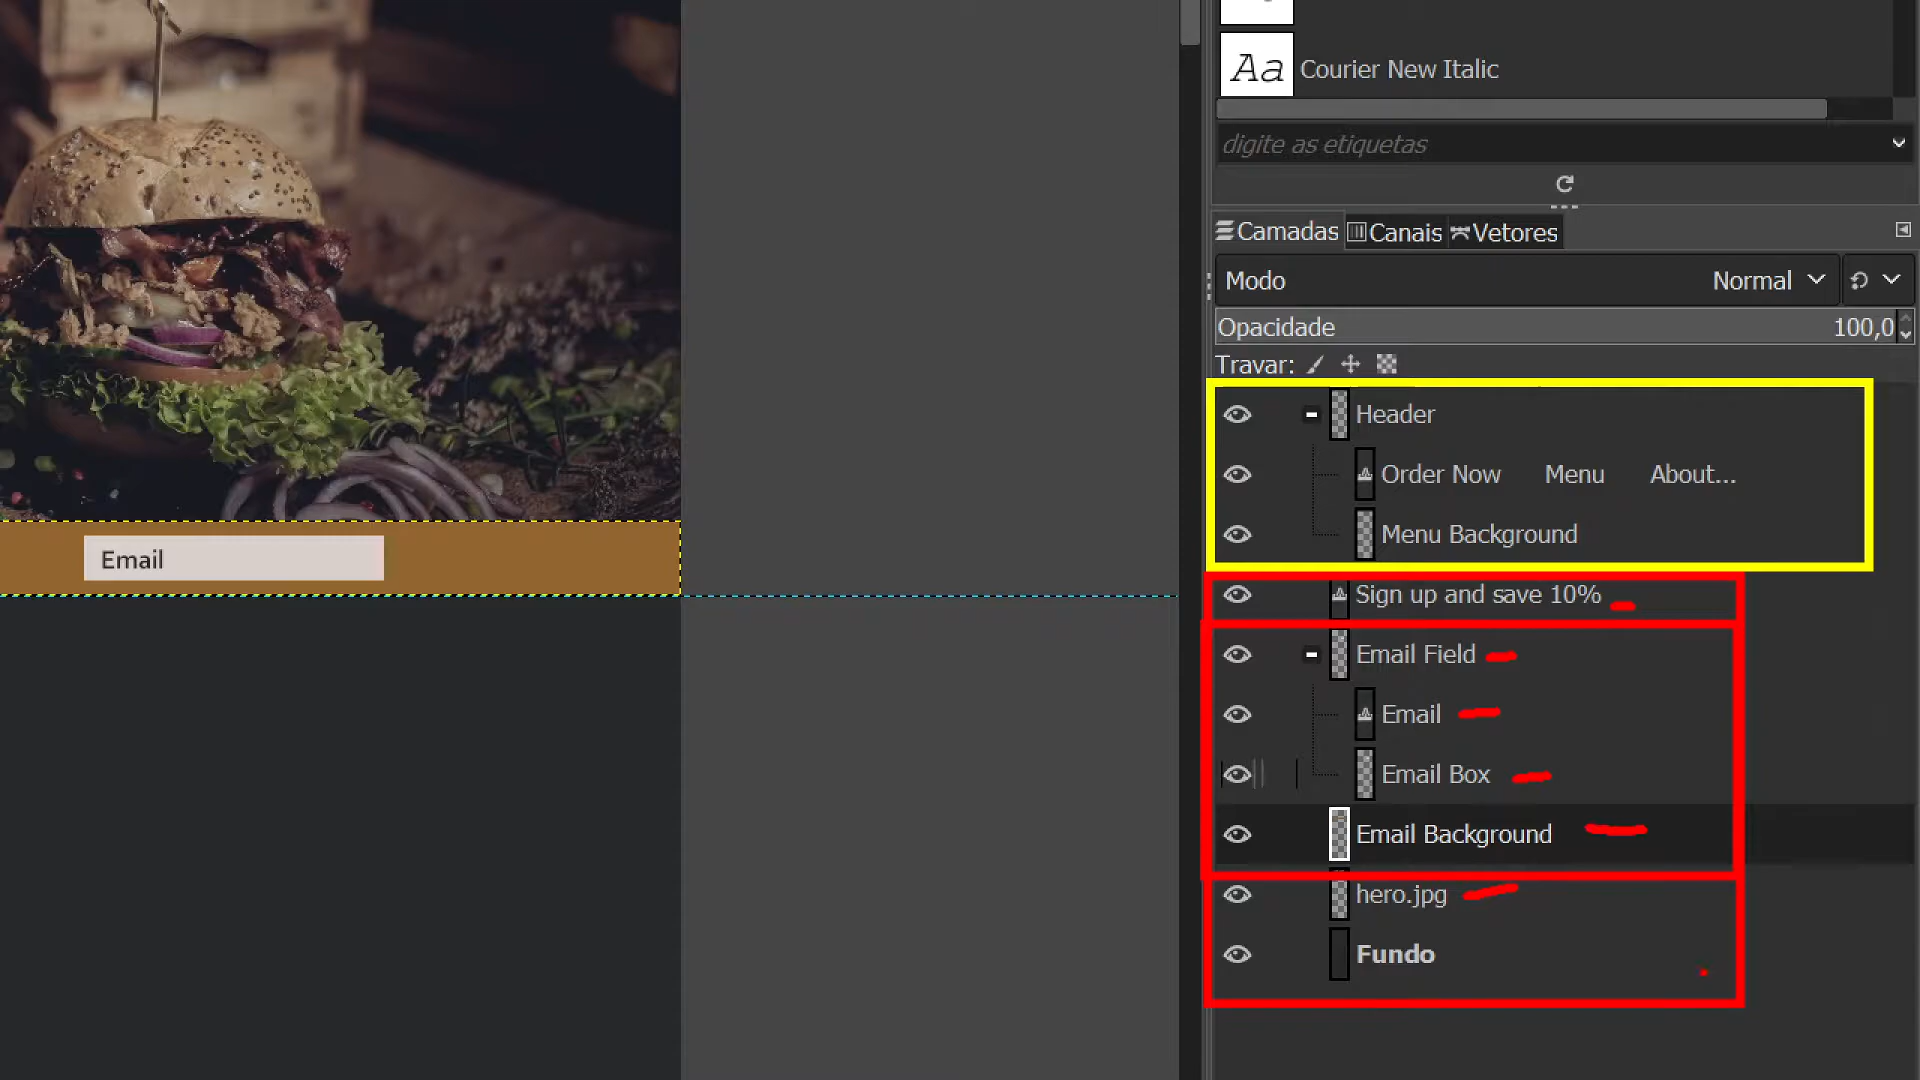 Aa Courier New Italic
digite as etiquetas
Camadas Canais Vetores
Modo Normal
Opacidade 100,0
Travar:
Header
Order Now Menu About...
Menu Background
Sign up and save 10%
Email Field
Email
Email Box
Email Background
hero.jpg
Fundo
Email